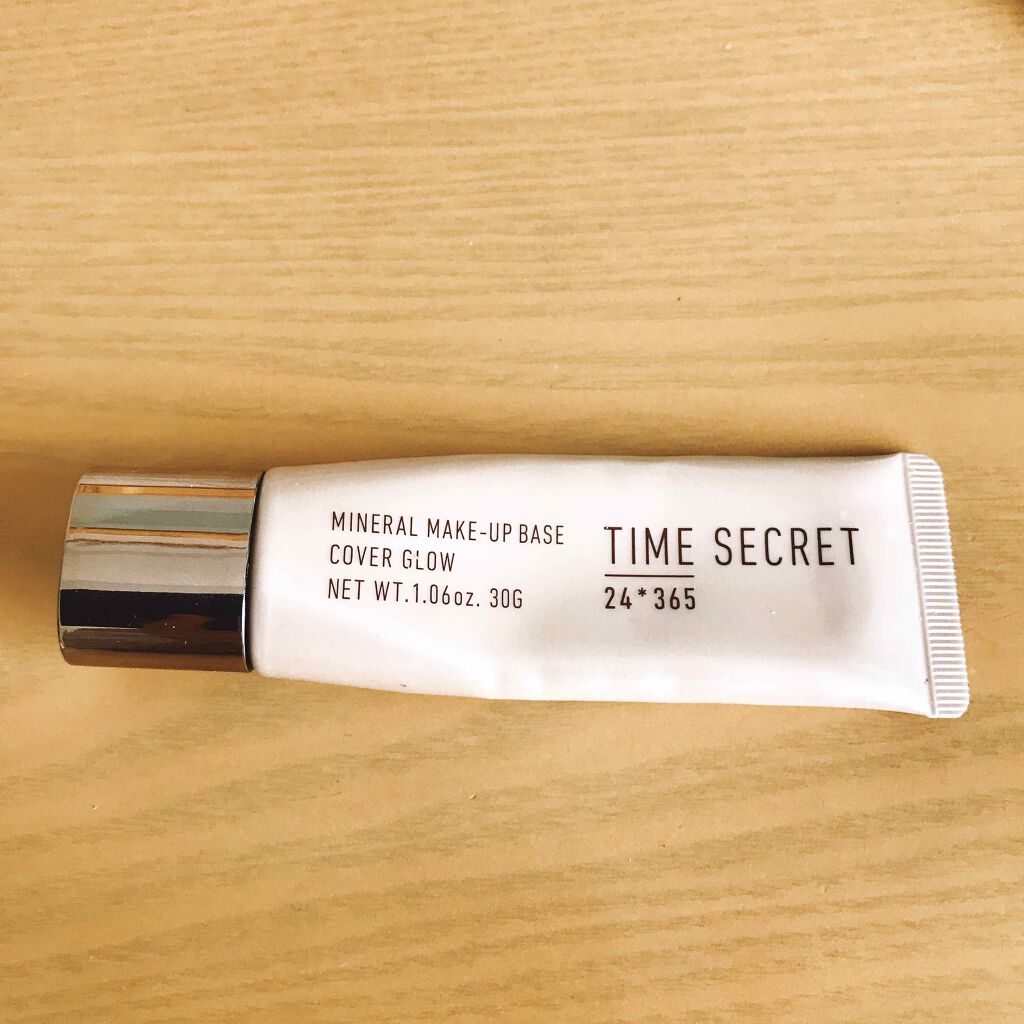 MINERAL MAKE-UP BASE
COVER GLOW
NET WT.1.06oz. 30G
TIME SECRET
24*365